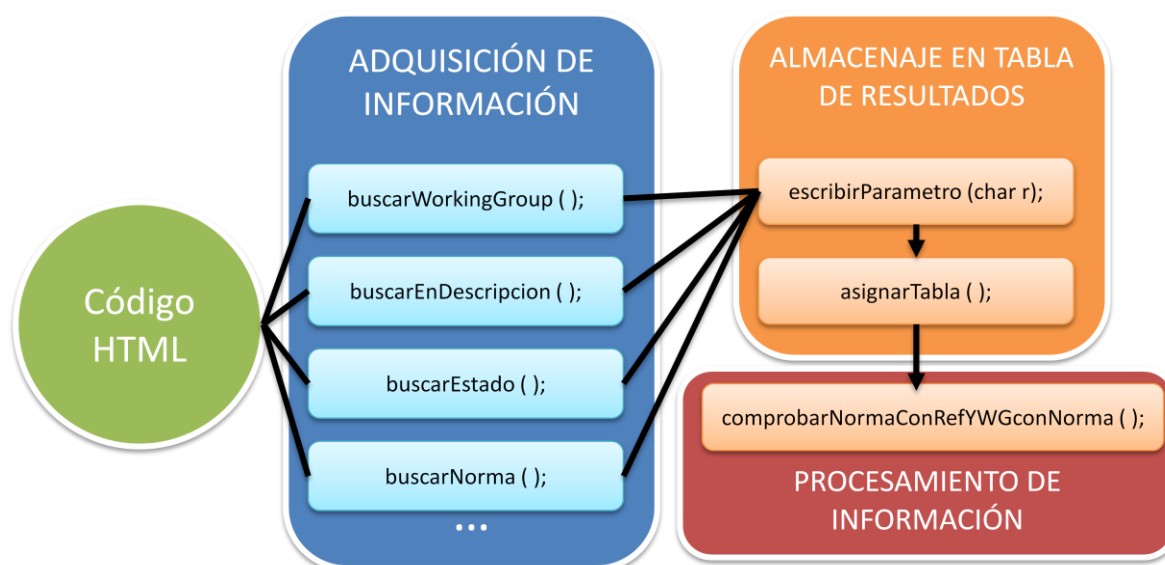 Código
HTML
ADQUISICIÓN DE
INFORMACIÓN
buscarWorkingGroup ( );
buscarEnDescripcion ( );
buscarEstado ( );
buscarNorma ( );
...
ALMACENAJE EN TABLA
DE RESULTADOS
escribirParametro (char r);
asignarTabla ( );
comprobarNormaConRefYWGconNorma ( );
PROCESAMIENTO DE
INFORMACIÓN